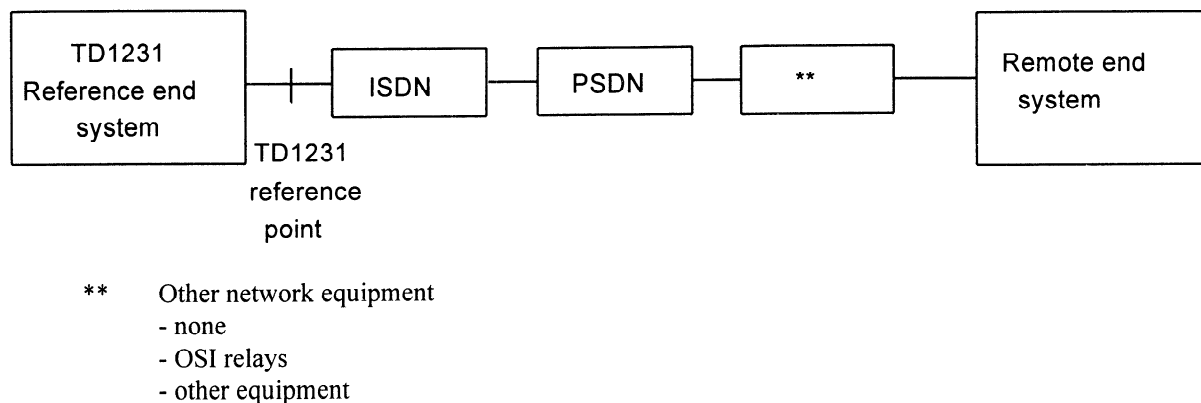 TD1231
Reference end
system
ISDN
PSDN
**
Remote end
system
TD1231
reference
point
** Other network equipment
- none
- OSI relays
- other equipment